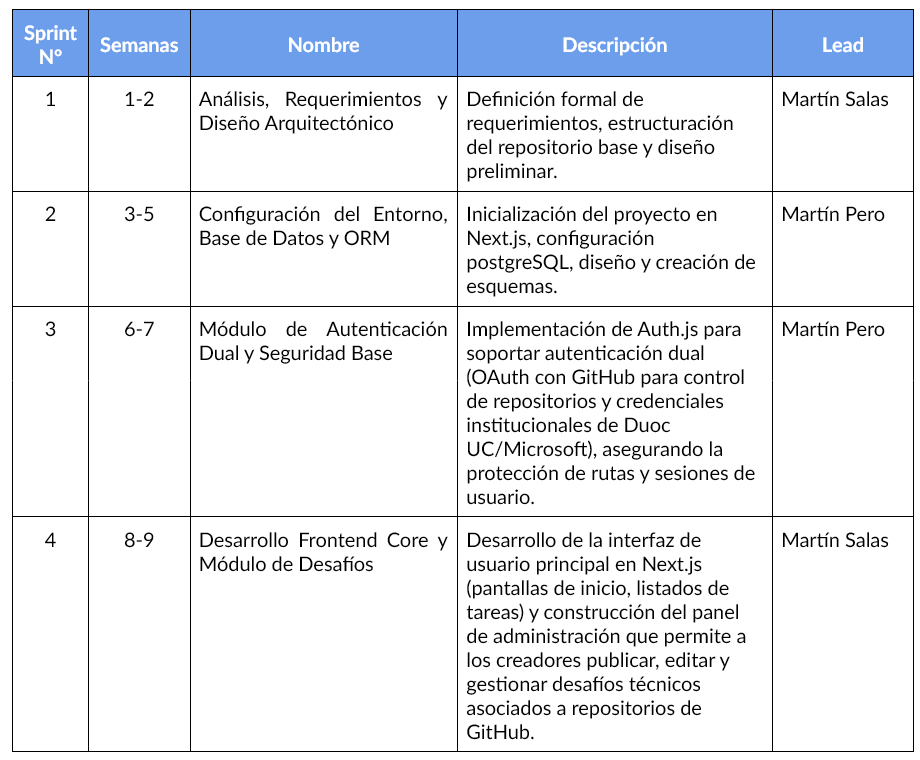 Sprint
N°
Semanas
Nombre
Descripción
Lead
1
1-2
Análisis, Requerimientos y
Diseño Arquitectónico
Definición formal de
requerimientos, estructuración
del repositorio base y diseño
preliminar.
Martín Salas
2
3-5
Configuración del Entorno,
Base de Datos y ORM
Inicialización del proyecto en
Next.js, configuración
postgreSQL, diseño y creación de
esquemas.
Martín Pero
3
6-7
Módulo de Autenticación
Dual y Seguridad Base
Implementación de Auth.js para
soportar autenticación dual
(OAuth con GitHub para control
de repositorios y credenciales
institucionales de Duoc
UC/Microsoft), asegurando la
protección de rutas y sesiones de
usuario.
Martín Pero
4
8-9
Desarrollo Frontend Core y
Módulo de Desafíos
Desarrollo de la interfaz de
usuario principal en Next.js
(pantallas de inicio, listados de
tareas) y construcción del panel
de administración que permite a
los creadores publicar, editar y
gestionar desafíos técnicos
asociados a repositorios de
GitHub.
Martín Salas